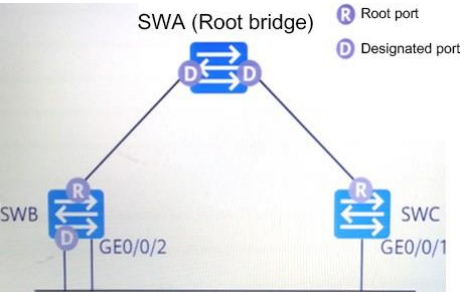 SWA (Root bridge)
R Root port
D Designated port
D D
R R
SWB SWC
D
GE0/0/2 GE0/0/1